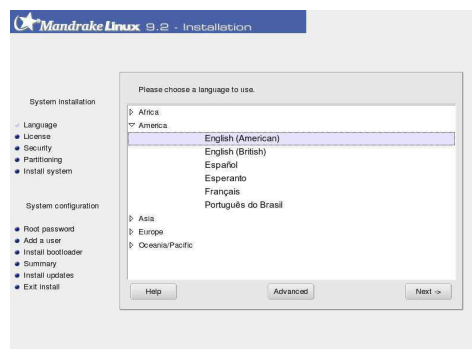 Mandrake Linux 9.2 - Installation
System installation
Language
License
Security
Partitioning
Install system
System configuration
Root password
Add a user
Install bootloader
Summary
Install updates
Exit install
Please choose a language to use.
Africa
America
English (American)
English (British)
Español
Esperanto
Français
Português do Brasil
Asia
Europe
Oceania/Pacific
Help
Advanced
Next ->